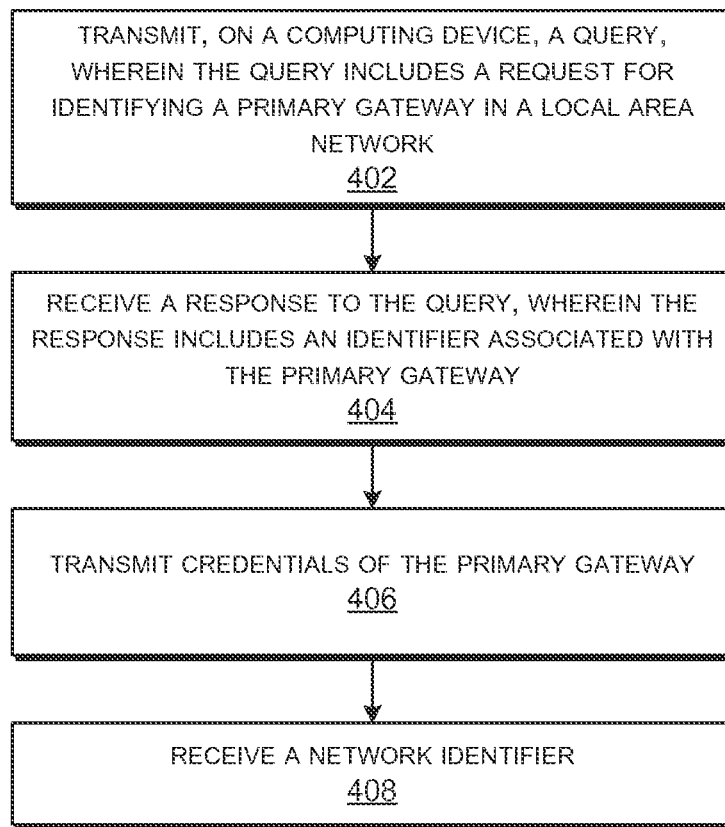 TRANSMIT, ON A COMPUTING DEVICE, A QUERY,
WHEREIN THE QUERY INCLUDES A REQUEST FOR
IDENTIFYING A PRIMARY GATEWAY IN A LOCAL AREA
NETWORK
402
RECEIVE A RESPONSE TO THE QUERY, WHEREIN THE
RESPONSE INCLUDES AN IDENTIFIER ASSOCIATED WITH
THE PRIMARY GATEWAY
404
TRANSMIT CREDENTIALS OF THE PRIMARY GATEWAY
406
RECEIVE A NETWORK IDENTIFIER
408